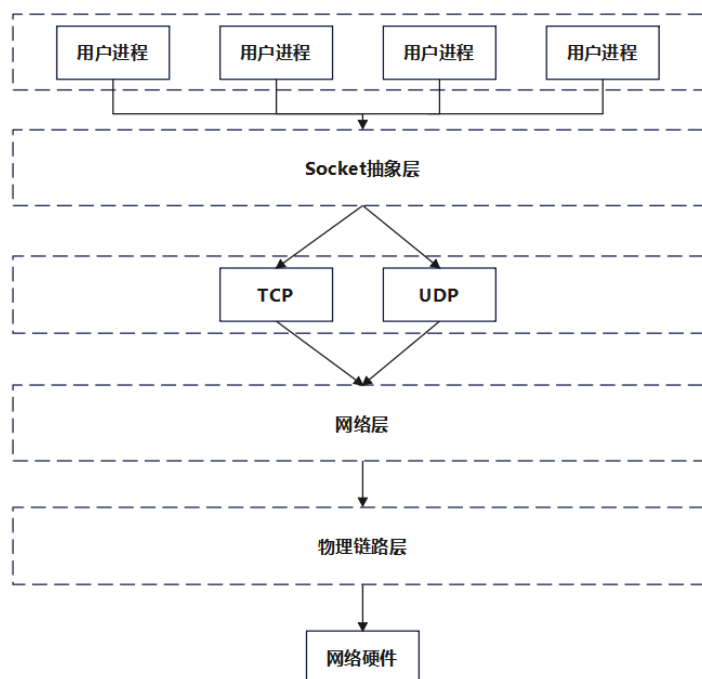 用户进程 用户进程 用户进程 用户进程
Socket抽象层
TCP UDP
网络层
物理链路层
网络硬件